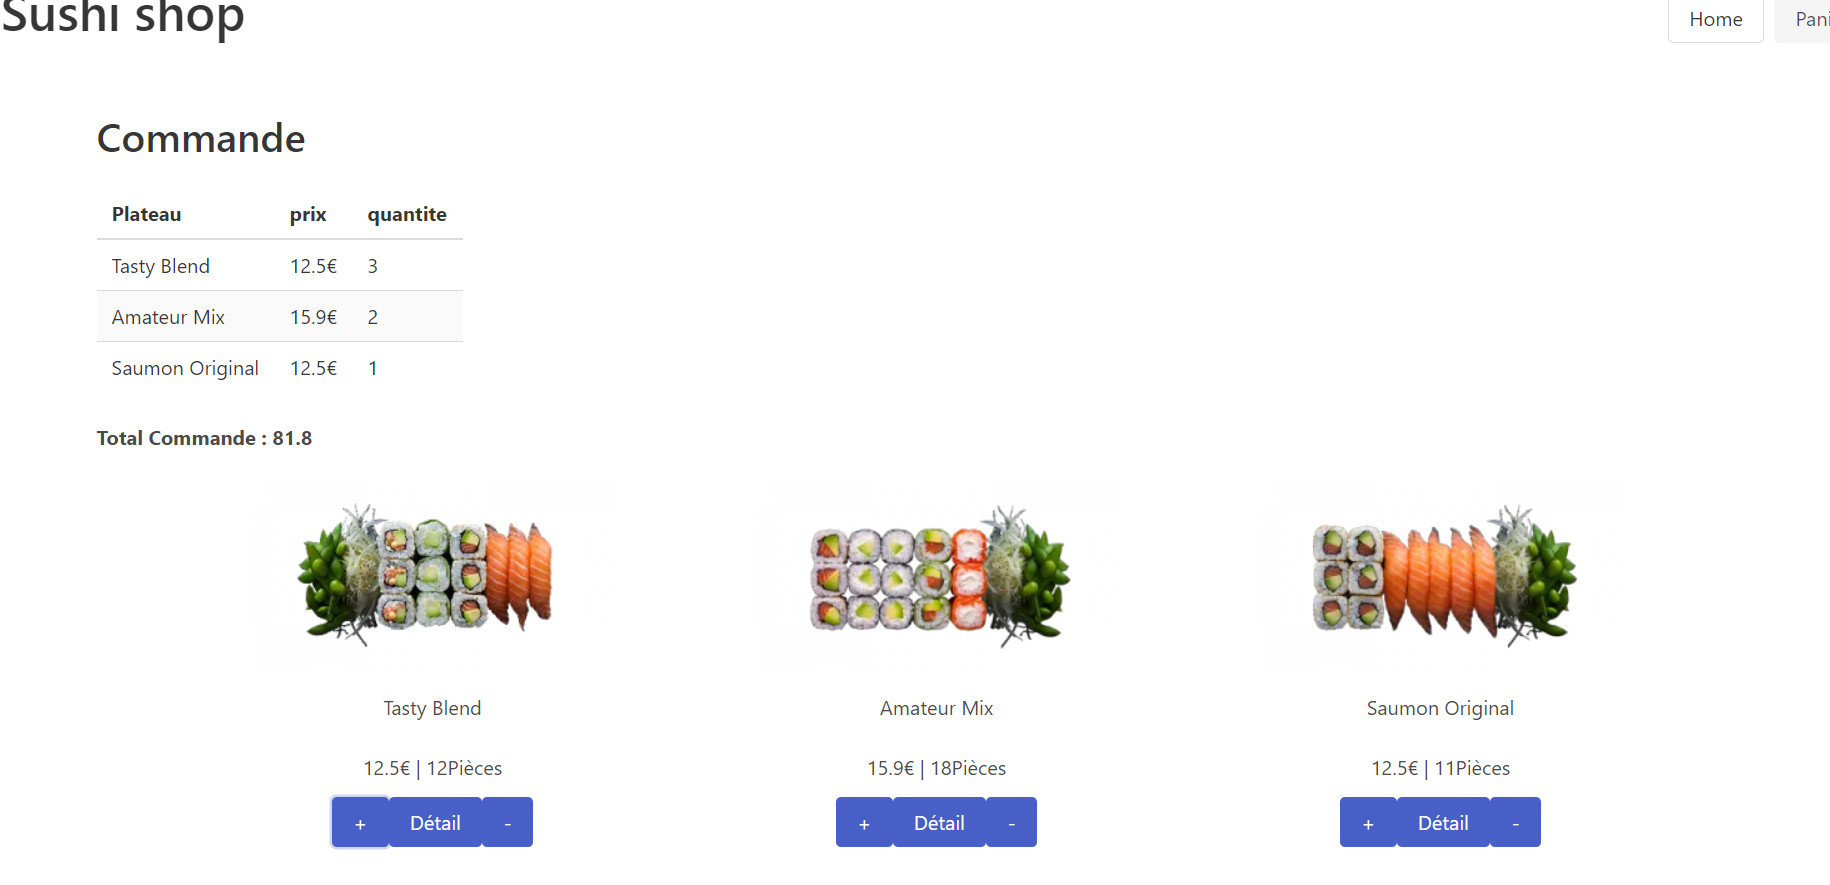 Sushi shop
Home
Commande
Plateau prix quantite
Tasty Blend 12.5€ 3
Amateur Mix 15.9€ 2
Saumon Original 12.5€ 1
Total Commande : 81.8
Tasty Blend
12.5€ | 12Pièces
+ Détail -
Amateur Mix
15.9€ | 18Pièces
+ Détail -
Saumon Original
12.5€ | 11Pièces
+ Détail -